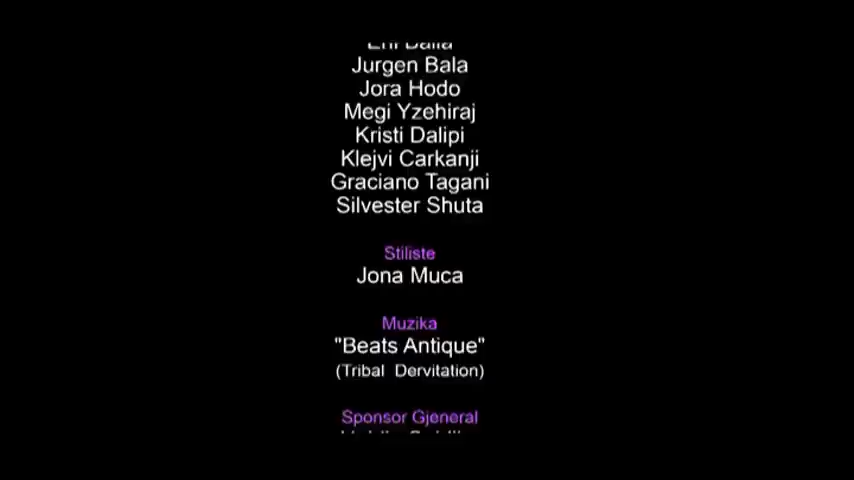 Jurgen Bala
Jora Hodo
Megi Yzehiraj
Kristi Dalipi
Klejvi Carkanji
Graciano Tagani
Silvester Shuta
Stiliste
Jona Muca
Muzika
"Beats Antique"
(Tribal Dervitation)
Sponsor Gjeneral